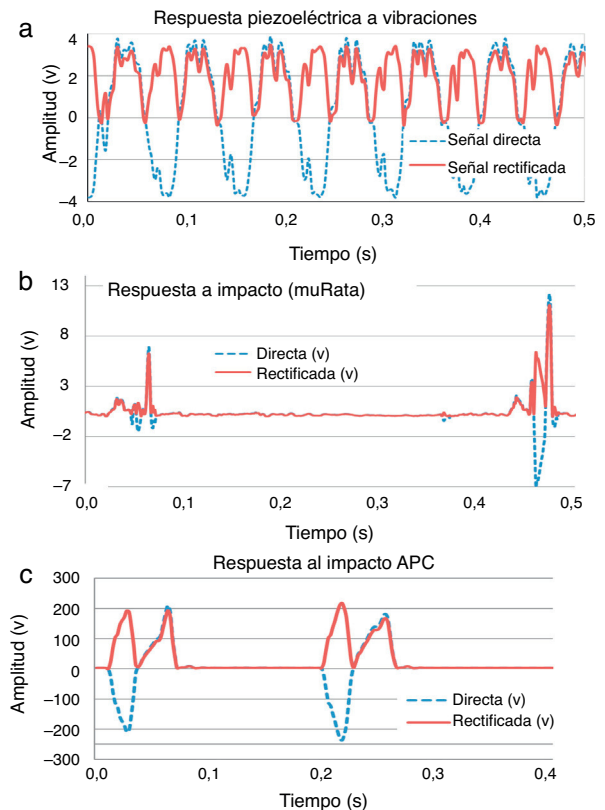 a
Respuesta piezoeléctrica a vibraciones
4
2
0
−2
−4
Amplitud (v)
Señal directa
Señal rectificada
0,0 0,1 0,2 0,3 0,4 0,5
Tiempo (s)
b
13
8
3
−2
−7
Amplitud (v)
Respuesta a impacto (muRata)
Directa (v)
Rectificada (v)
0,0 0,1 0,2 0,3 0,4 0,5
Tiempo (s)
c
Respuesta al impacto APC
300
200
100
0
−100
−200
−300
Amplitud (v)
Directa (v)
Rectificada (v)
0,0 0,1 0,2 0,4
Tiempo (s)